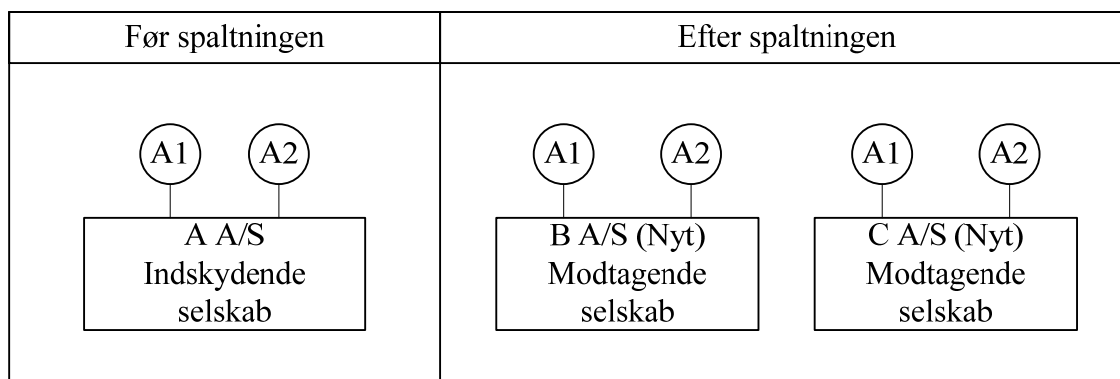 Før spaltningen
Efter spaltningen
A1 A2
A A/S
Indskydende
selskab
A1 A2
B A/S (Nyt)
Modtagende
selskab
A1 A2
C A/S (Nyt)
Modtagende
selskab